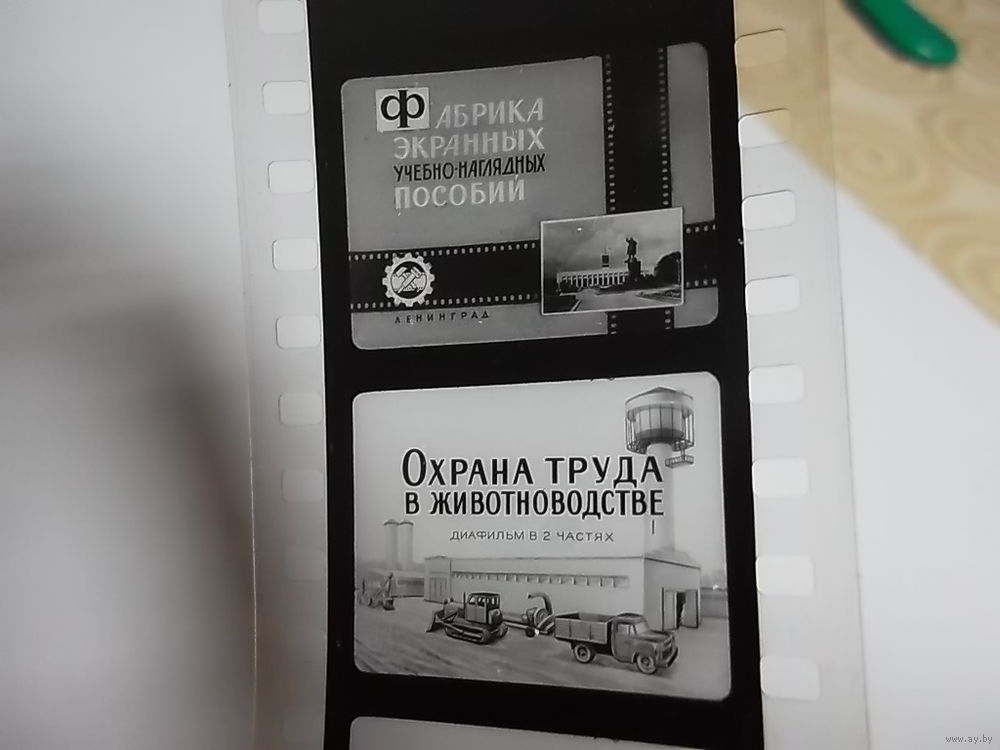 ФАБРИКА
ЭКРАННЫХ
УЧЕБНО-НАГЛЯДНЫХ
ПОСОБИЙ
ЛЕНИНГРАД
ОХРАНА ТРУДА
В ЖИВОТНОВОДСТВЕ
ДИАФИЛЬМ В 2 ЧАСТЯХ
I
www.ay.by